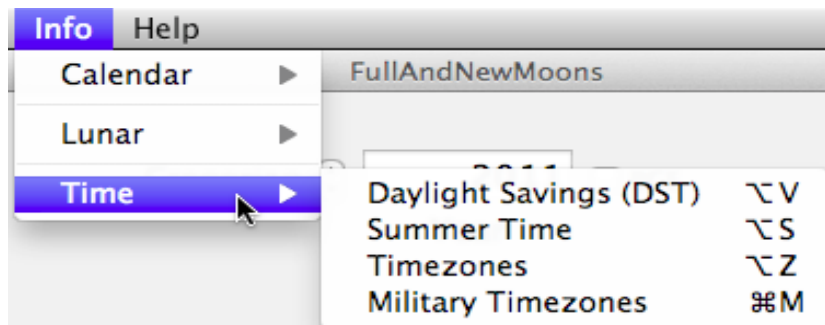 Info Help
Calendar ▶ FullAndNewMoons
Lunar ▶
Time ▶
Daylight Savings (DST) ⌥V
Summer Time ⌥S
Timezones ⌥Z
Military Timezones ⌘M